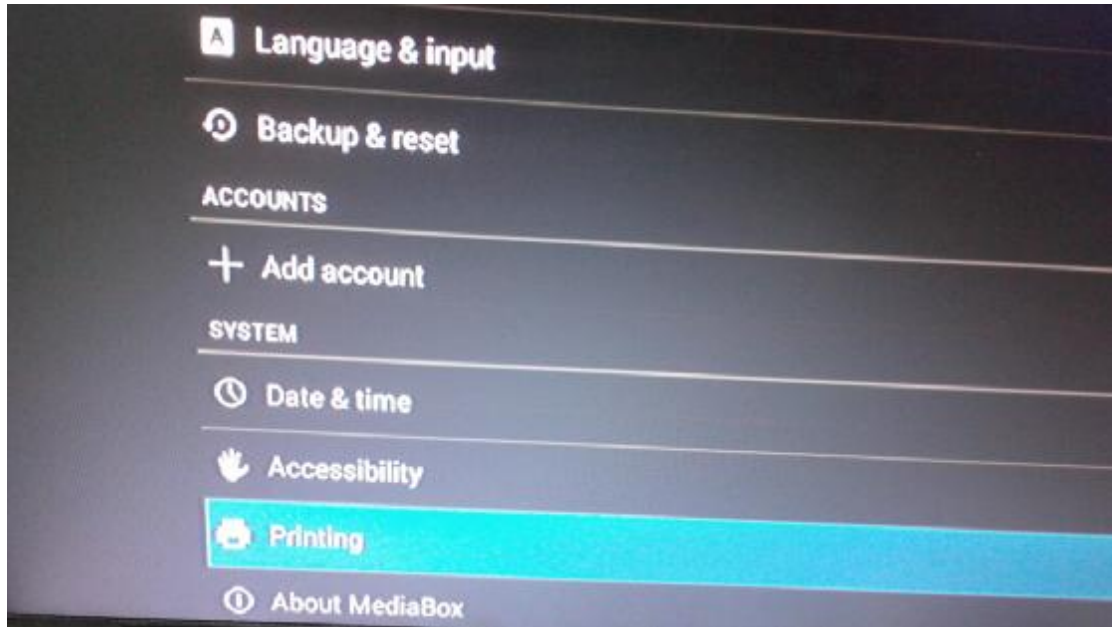 Language & input
Backup & reset
ACCOUNTS
Add account
SYSTEM
Date & time
Accessibility
Printing
About MediaBox